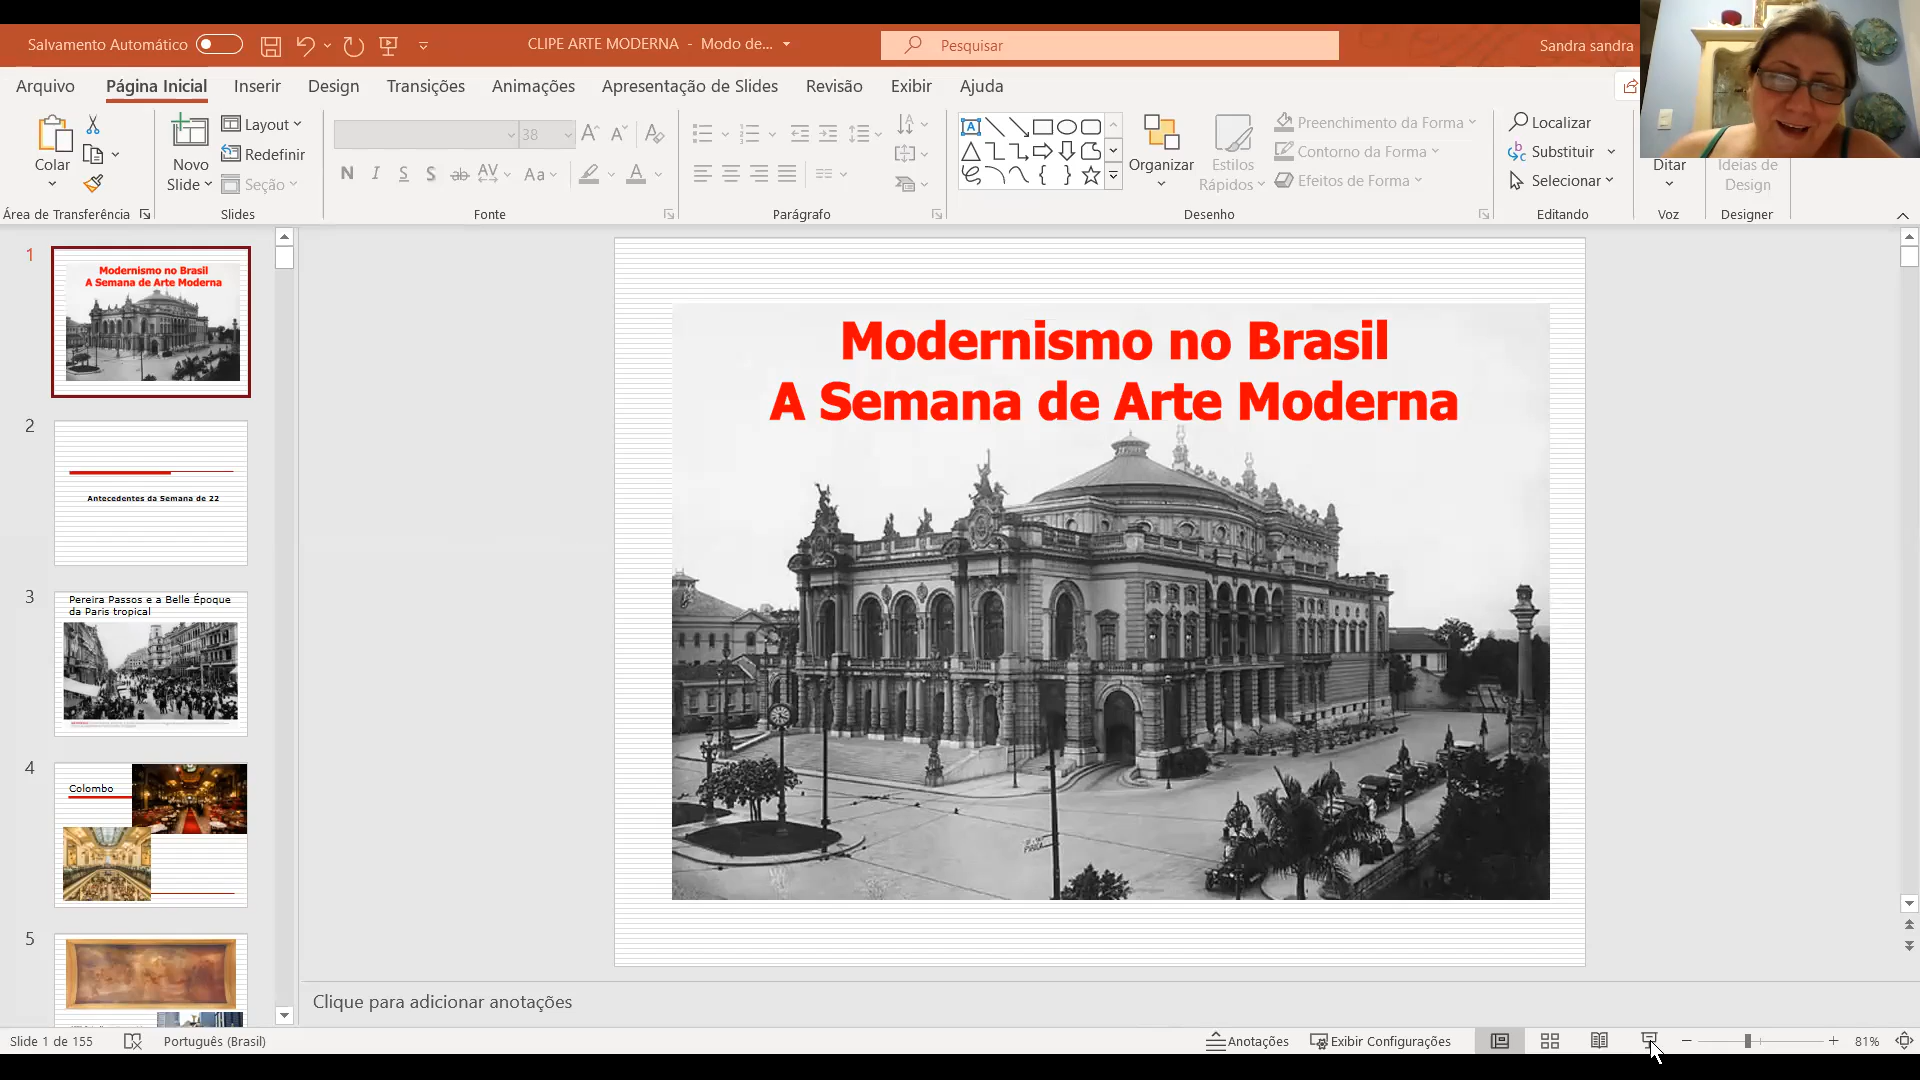 Salvamento Automático
CLIPE ARTE MODERNA - Modo de...
Pesquisar
Sandra sandra
Arquivo
Página Inicial
Inserir
Design
Transições
Animações
Apresentação de Slides
Revisão
Exibir
Ajuda
Colar
Novo
Slide
Layout
Redefinir
Seção
38
N I S S ab AV Aa A
Organizar
Estilos
Rápidos
Preenchimento da Forma
Contorno da Forma
Efeitos de Forma
Localizar
Substituir
Selecionar
Ditar
Ideias de
Design
Área de Transferência
Slides
Fonte
Parágrafo
Desenho
Editando
Voz
Designer
1
Modernismo no Brasil
A Semana de Arte Moderna
2
Antecedentes da Semana de 22
3
Pereira Passos e a Belle Époque
da Paris tropical
4
Colombo
5
Modernismo no Brasil
A Semana de Arte Moderna
Clique para adicionar anotações
Slide 1 de 155
Português (Brasil)
Anotações
Exibir Configurações
81%